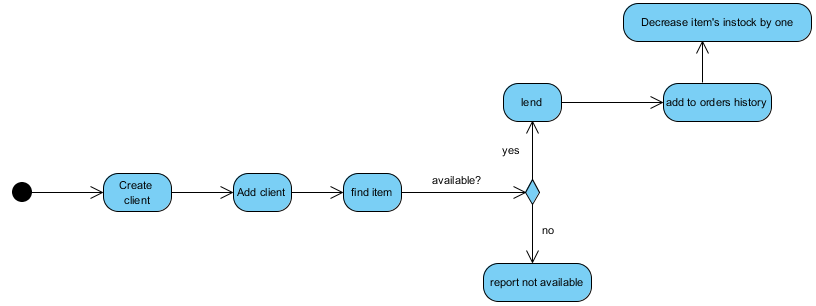 Decrease item's instock by one
lend
add to orders history
yes
Create
client
Add client
find item
available?
no
report not available